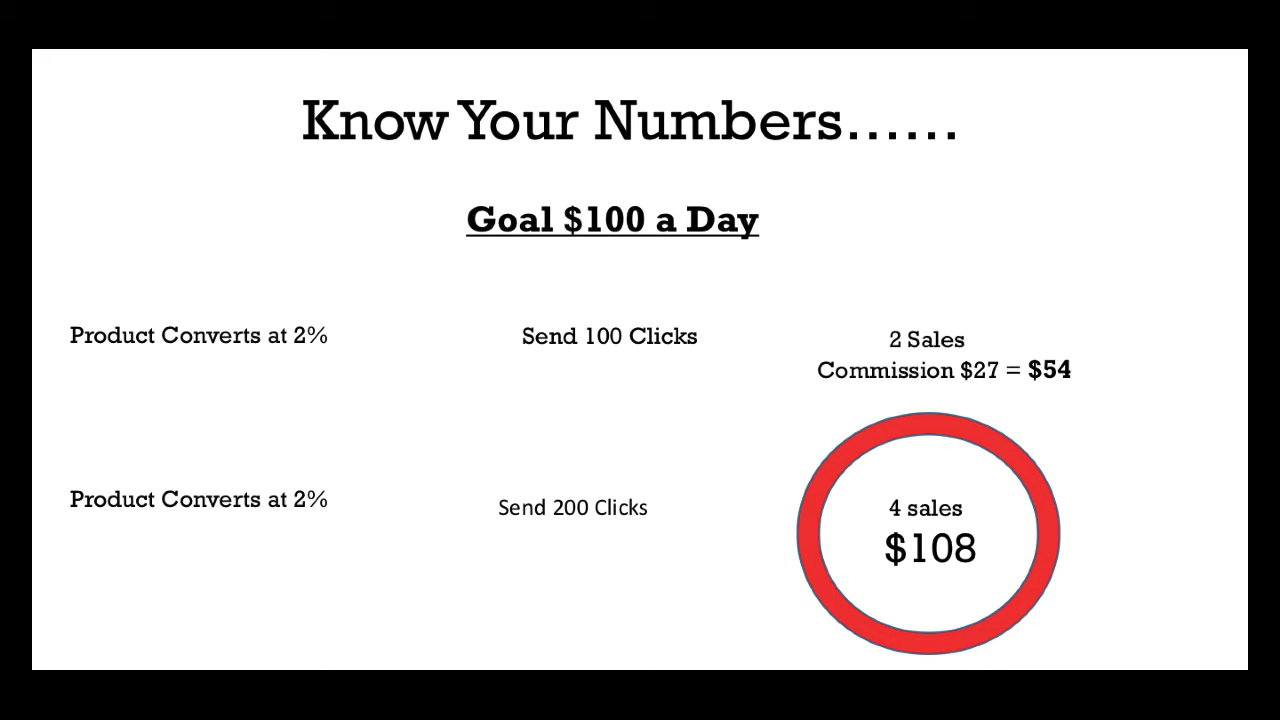 Know Your Numbers......
Goal $100 a Day
Product Converts at 2%
Send 100 Clicks
2 Sales
Commission $27 = $54
Product Converts at 2%
Send 200 Clicks
4 sales
$108